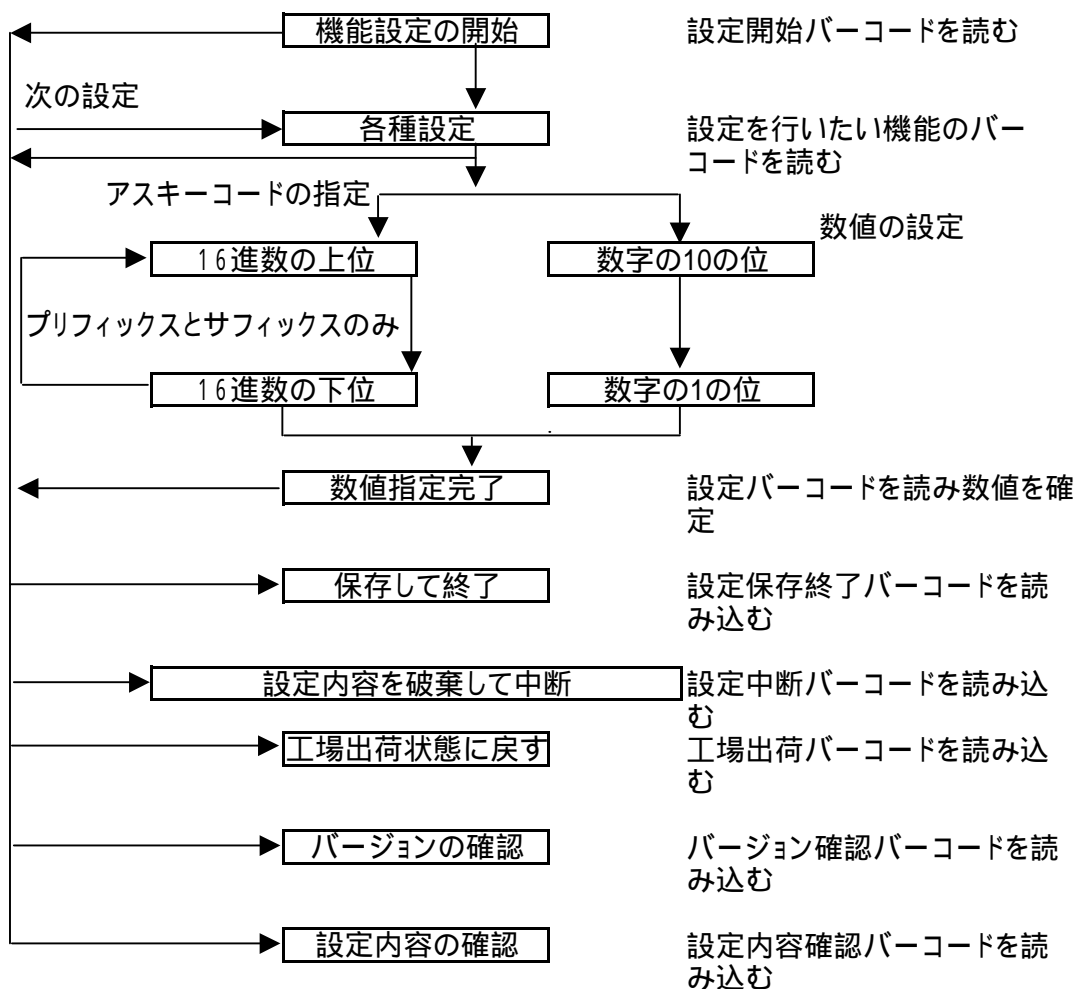 機能設定の開始
設定開始バーコードを読む
次の設定
各種設定
設定を行いたい機能のバー
コードを読む
アスキーコードの指定
数値の設定
16進数の上位
数字の10の位
プリフィックスとサフィックスのみ
16進数の下位
数字の1の位
数値指定完了
設定バーコードを読み数値を確
定
保存して終了
設定保存終了バーコードを読
み込む
設定内容を破棄して中断
設定中断バーコードを読み込
む
工場出荷状態に戻す
工場出荷バーコードを読み込
む
バージョンの確認
バージョン確認バーコードを読
み込む
設定内容の確認
設定内容確認バーコードを読
み込む